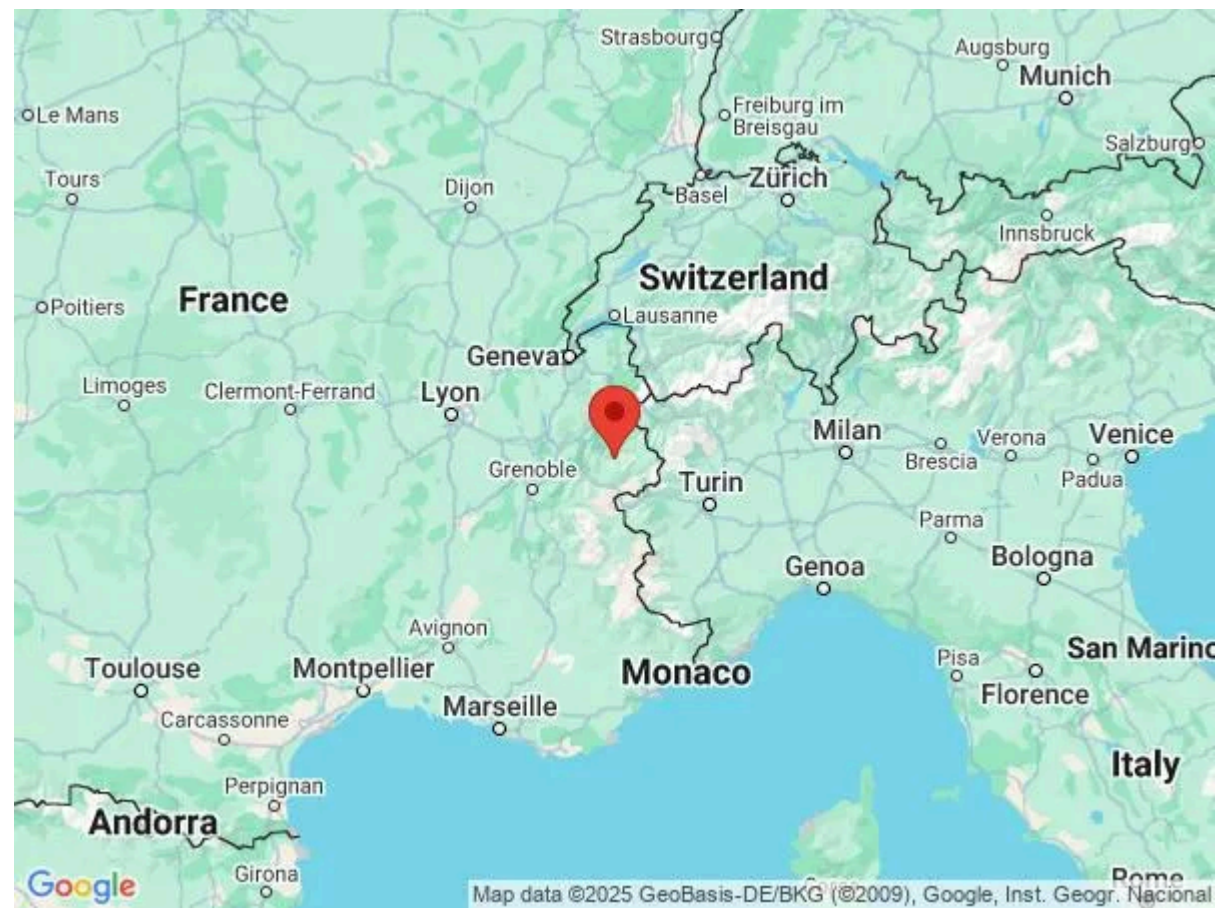 Strasbourg
Augsburg
Munich
Le Mans
Freiburg im
Breisgau
Salzburg
Tours
Dijon
Basel
Zürich
Innsbruck
Switzerland
France
Poitiers
Lausanne
Geneva
Limoges
Clermont-Ferrand
Lyon
Milan
Verona
Venice
Brescia
Padua
Grenoble
Turin
Parma
Genoa
Bologna
Avignon
San Marino
Toulouse
Montpellier
Monaco
Pisa
Florence
Marseille
Carcassonne
Italy
Perpignan
Andorra
Girona
Rome
Google
Map data ©2025 GeoBasis-DE/BKG (©2009), Google, Inst. Geogr. Nacional